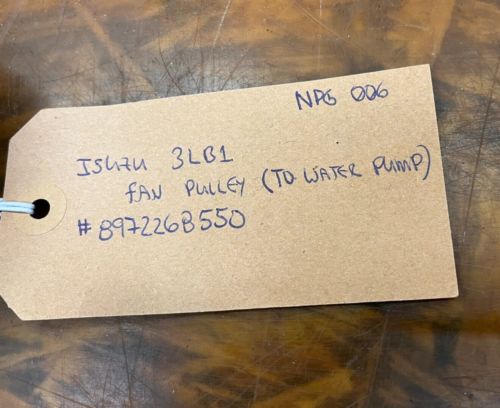 NPG 006
ISUZU 3LB1
FAN PULLEY (TO WATER PUMP)
#8972268550